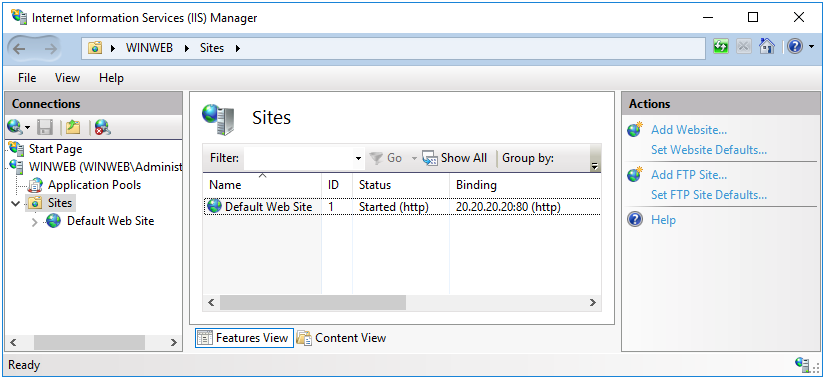 Internet Information Services (IIS) Manager
WINWEB Sites
File View Help
Connections
Start Page
WINWEB (WINWEB\Administ
Application Pools
Sites
Default Web Site
Sites
Filter: Go Show All Group by:
Name ID Status Binding
Default Web Site 1 Started (http) 20.20.20.20:80 (http)
Features View Content View
Actions
Add Website...
Set Website Defaults...
Add FTP Site...
Set FTP Site Defaults...
Help
Ready